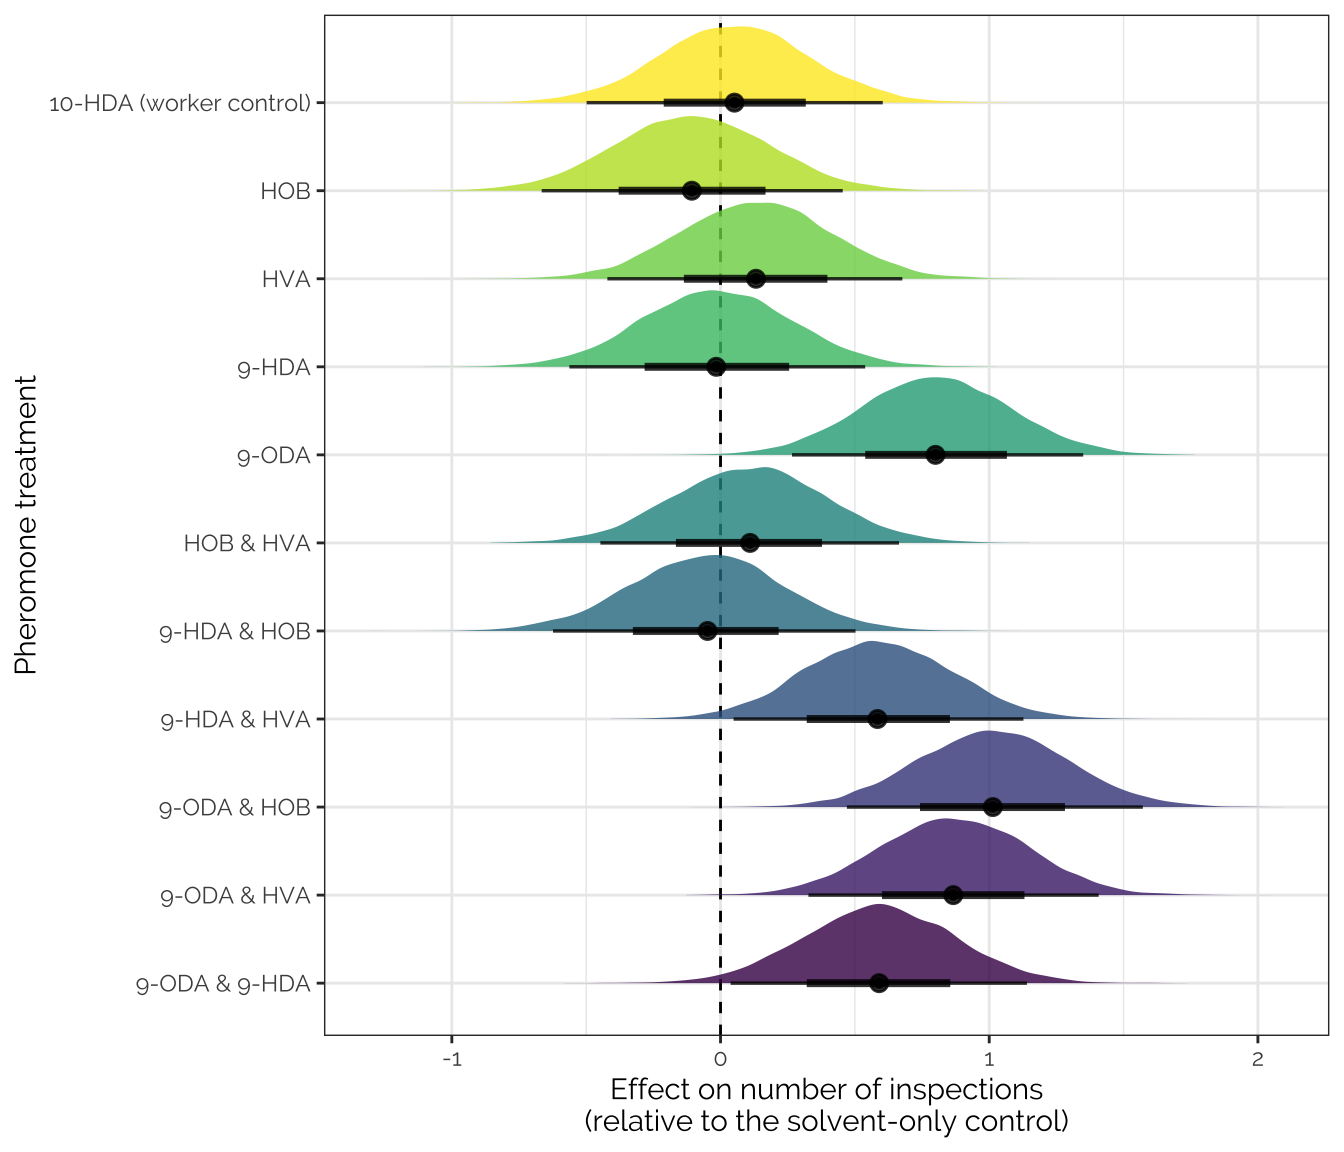 10-HDA (worker control)
HOB
HVA
9-HDA
9-ODA
HOB & HVA
9-HDA & HOB
9-HDA & HVA
9-ODA & HOB
9-ODA & HVA
9-ODA & 9-HDA
Pheromone treatment
-1 0 1 2
Effect on number of inspections
(relative to the solvent-only control)